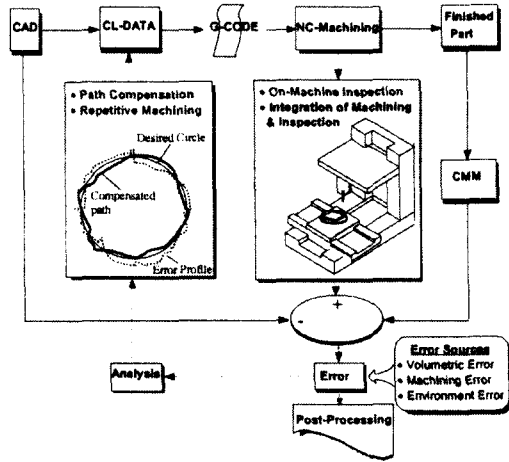 CAD
CL-DATA
G-CODE
NC-Machining
Finished
Part
• Path Compensation
• Repetitive Machining
Desired Circle
Compensated
path
Error Profile
• On-Machine Inspection
• Integration of Machining
& Inspection
CMM
+
-
Analysis
Error
Error Sources
• Volumetric Error
• Machining Error
• Environment Error
Post-Processing